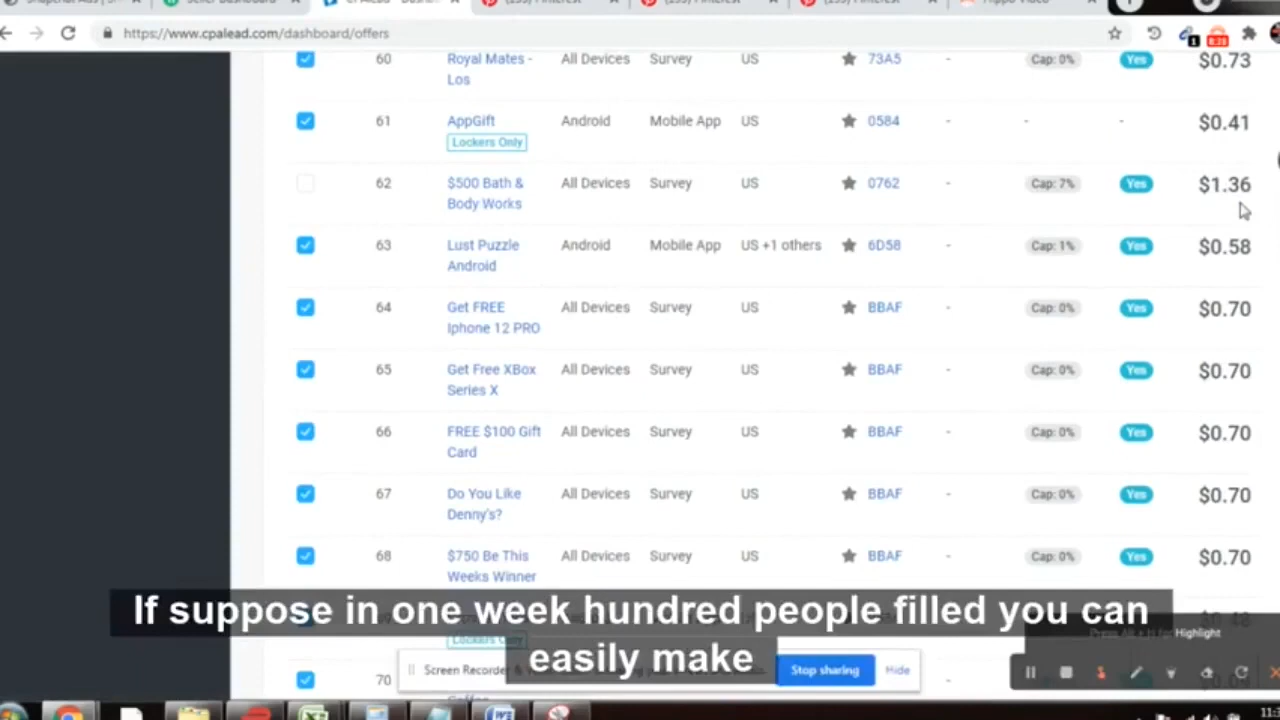 Seller Dashboard
https://www.cpalead.com/dashboard/offers
60 Royal Mates - All Devices Survey US 73A5 - Cap: 0% Yes $0.73
Los
61 AppGift Android Mobile App US 0584 - - - $0.41
Lockers Only
62 $500 Bath & All Devices Survey US 0762 - Cap: 7% Yes $1.36
Body Works
63 Lust Puzzle Android Mobile App US +1 others 6D58 - Cap: 1% Yes $0.58
Android
64 Get FREE All Devices Survey US BBAF - Cap: 0% Yes $0.70
Iphone 12 PRO
65 Get Free XBox All Devices Survey US BBAF - Cap: 0% Yes $0.70
Series X
66 FREE $100 Gift All Devices Survey US BBAF - Cap: 0% Yes $0.70
Card
67 Do You Like All Devices Survey US BBAF - Cap: 0% Yes $0.70
Denny's?
68 $750 Be This All Devices Survey US BBAF - Cap: 0% Yes $0.70
Weeks Winner
If suppose in one week hundred people filled you can
easily make
Lockers Only
Highlight
Screen Recorder
Stop sharing Hide
70